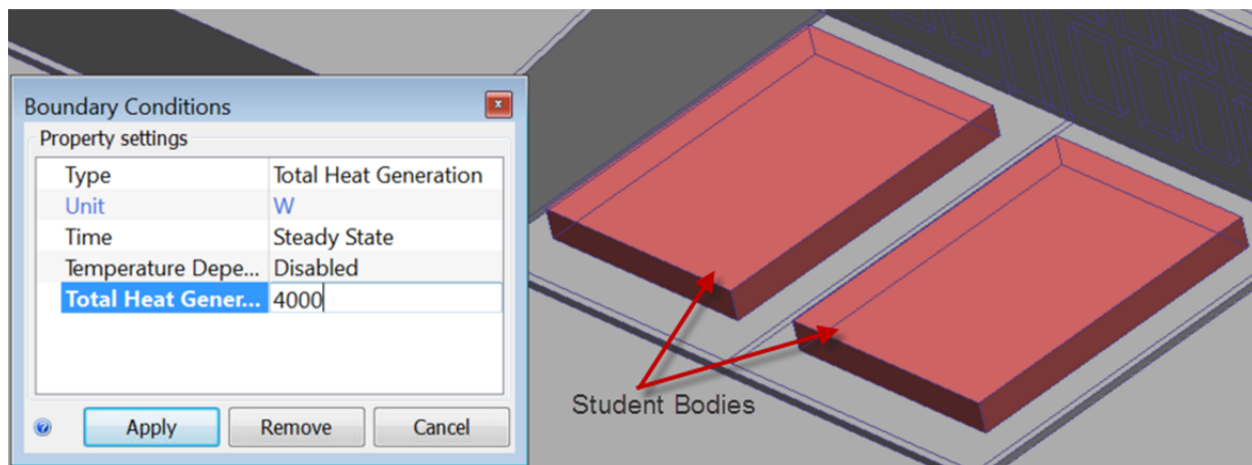 Boundary Conditions
Property settings
Type Total Heat Generation
Unit W
Time Steady State
Temperature Depe... Disabled
Total Heat Gener... 4000
Apply Remove Cancel
Student Bodies